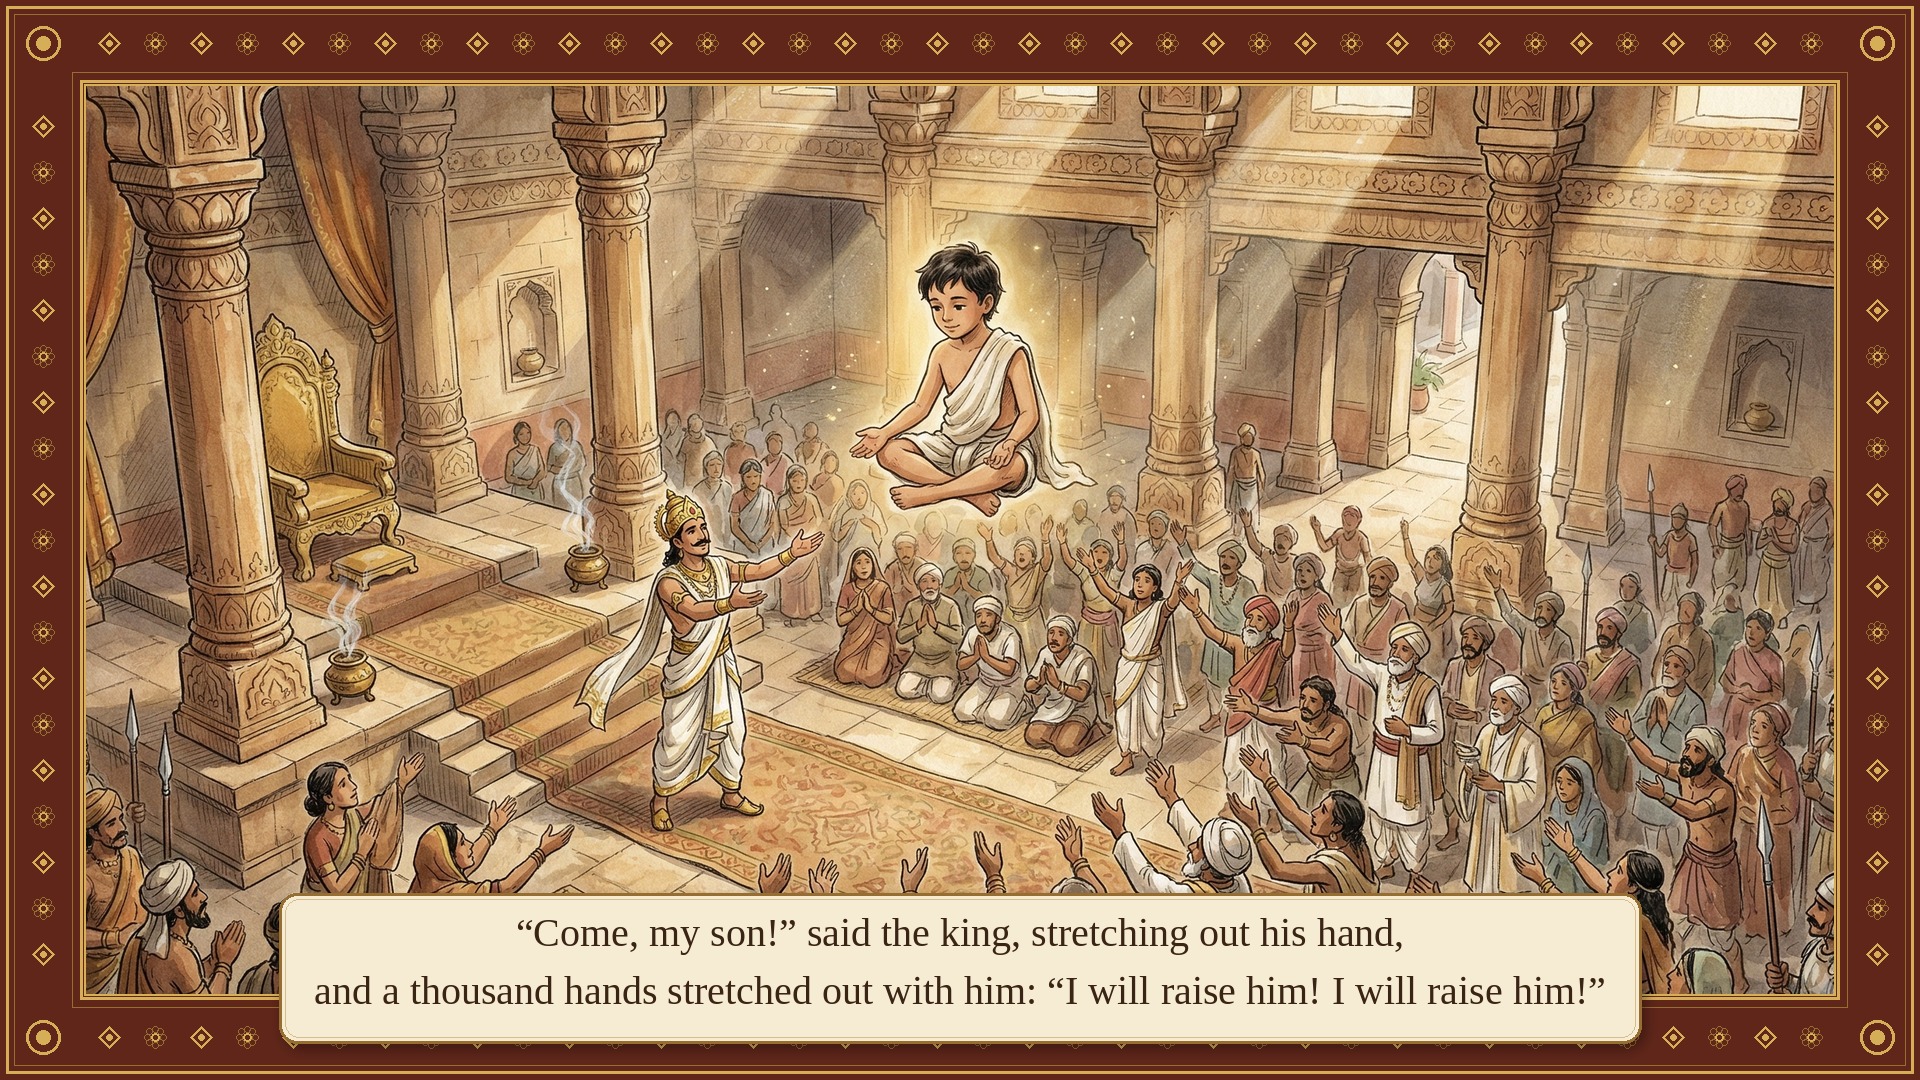 “Come, my son!” said the king, stretching out his hand,
and a thousand hands stretched out with him: “I will raise him! I will raise him!”